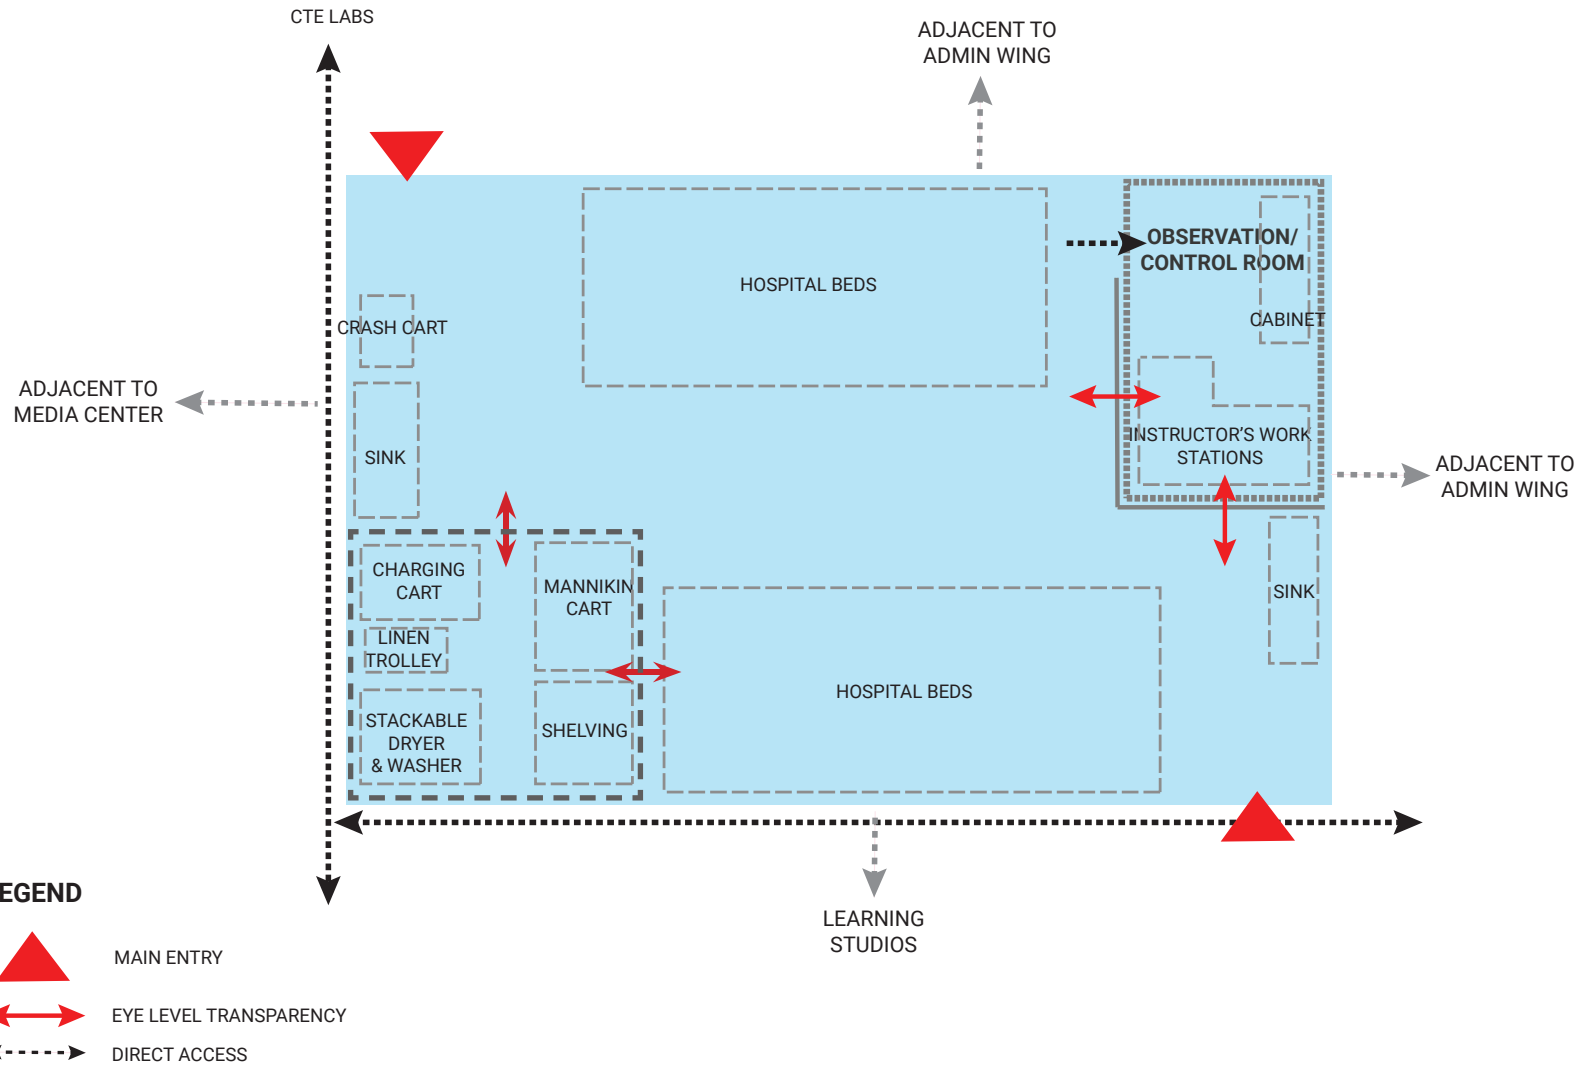 CTE LABS
ADJACENT TO
ADMIN WING
HOSPITAL BEDS
OBSERVATION/
CONTROL ROOM
CABINET
CRASH CART
ADJACENT TO
MEDIA CENTER
SINK
INSTRUCTOR'S WORK
STATIONS
ADJACENT TO
ADMIN WING
CHARGING
CART
MANNIKIN
CART
SINK
LINEN
TROLLEY
STACKABLE
DRYER
& WASHER
SHELVING
HOSPITAL BEDS
LEARNING
STUDIOS
EGEND
MAIN ENTRY
EYE LEVEL TRANSPARENCY
DIRECT ACCESS